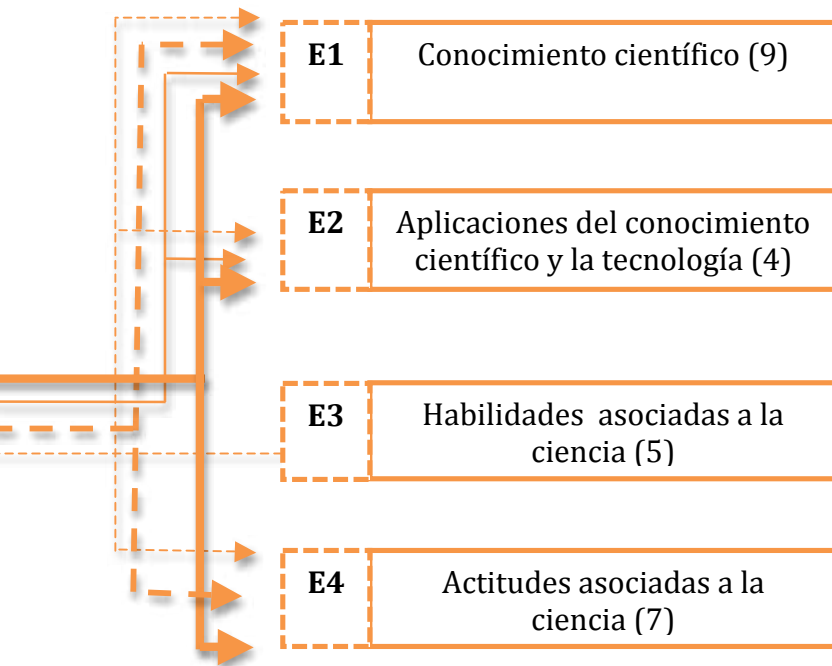 E1
Conocimiento científico (9)
E2
Aplicaciones del conocimiento
científico y la tecnología (4)
E3
Habilidades asociadas a la
ciencia (5)
E4
Actitudes asociadas a la
ciencia (7)